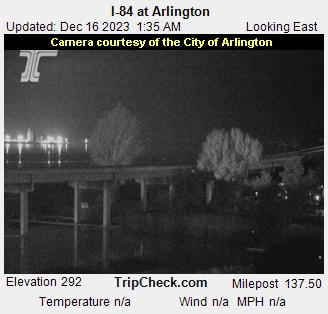 I-84 at Arlington
Updated: Dec 16 2023 1:35 AM Looking East
Camera courtesy of the City of Arlington
Elevation 292 TripCheck.com Milepost 137.50
Temperature n/a Wind n/a MPH n/a